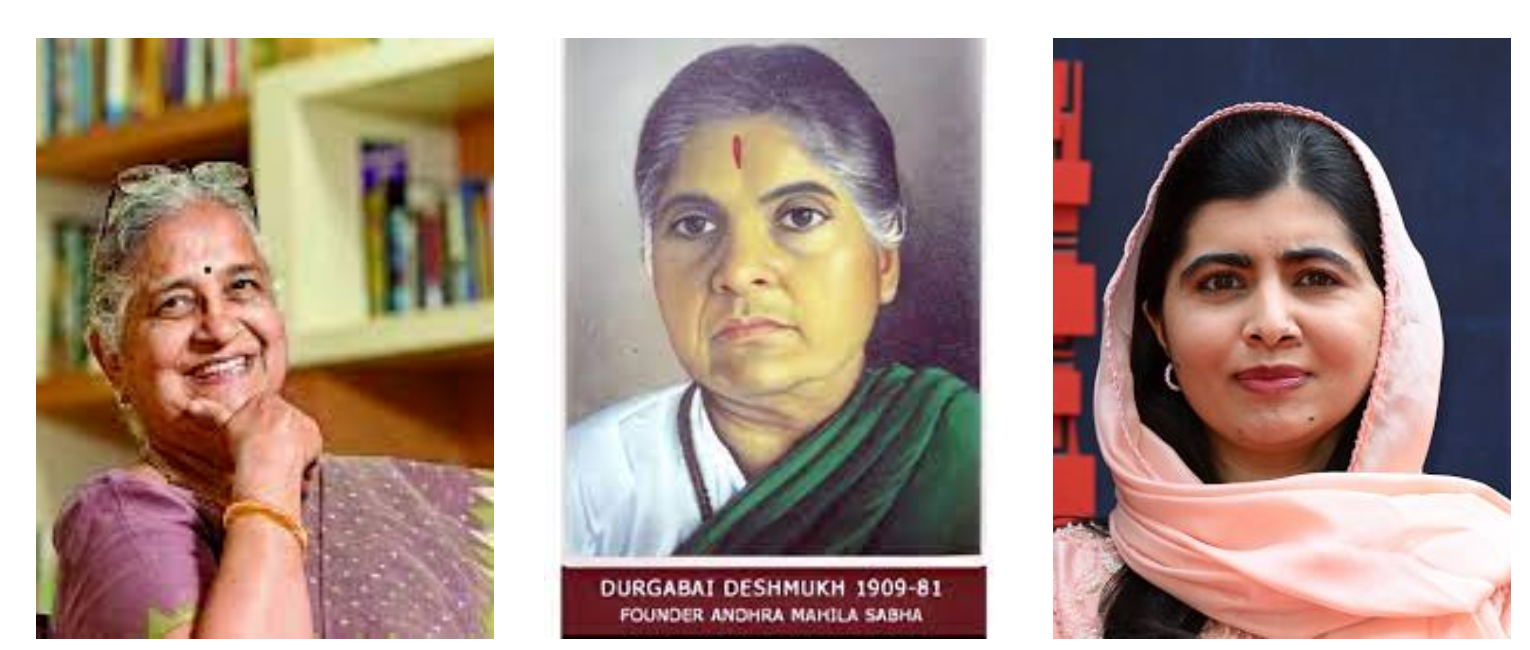 DURGABAI DESHMUKH 1909-81
FOUNDER ANDHRA MAHILA SABHA